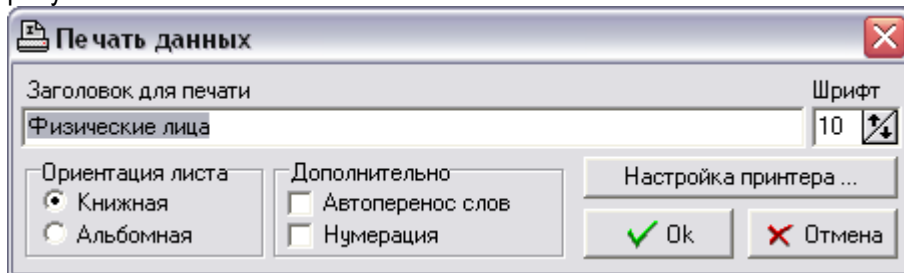 Печать данных
Заголовок для печати Шрифт
Физические лица 10
Ориентация листа Дополнительно Настройка принтера ...
Книжная Автоперенос слов
Альбомная Нумерация Ok Отмена